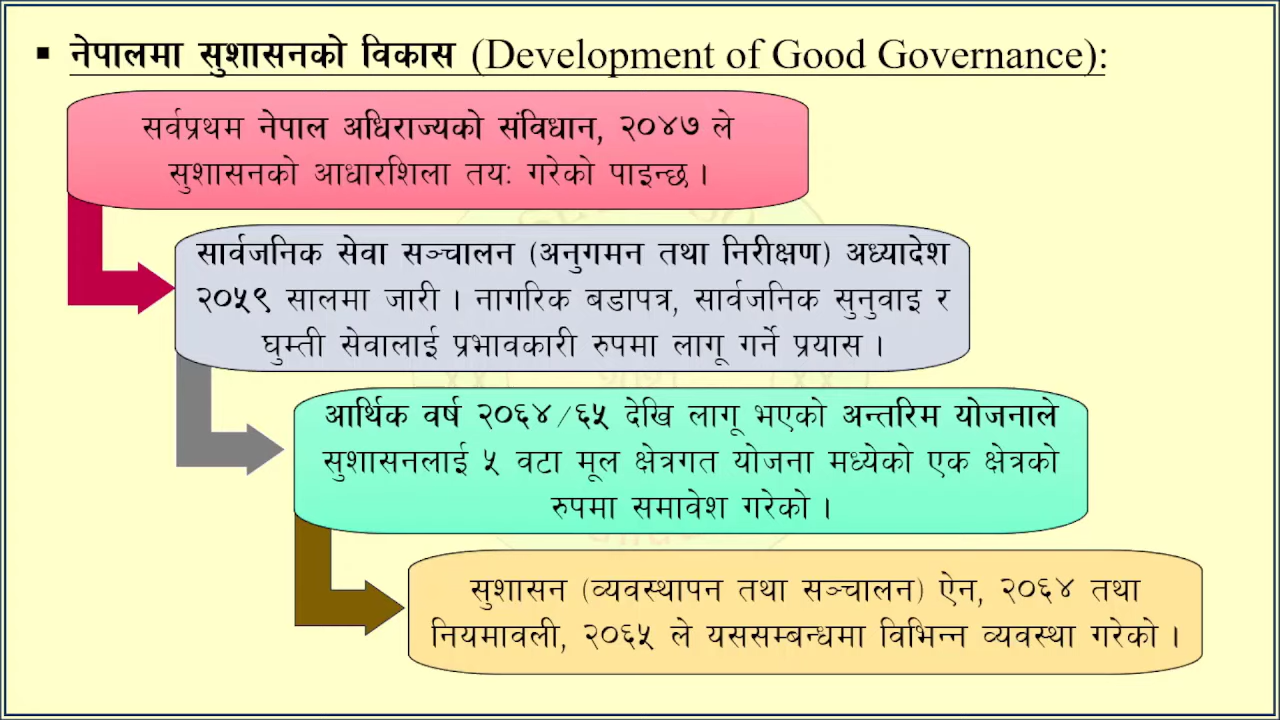 ▪ नेपालमा सुशासनको विकास (Development of Good Governance):
सर्वप्रथम नेपाल अधिराज्यको संविधान, २०४७ ले
सुशासनको आधारशिला तयः गरेको पाइन्छ ।
सार्वजनिक सेवा सञ्चालन (अनुगमन तथा निरीक्षण) अध्यादेश
२०५९ सालमा जारी । नागरिक बडापत्र, सार्वजनिक सुनुवाइ र
घुम्ती सेवालाई प्रभावकारी रुपमा लागू गर्ने प्रयास ।
आर्थिक वर्ष २०६४/६५ देखि लागू भएको अन्तरिम योजनाले
सुशासनलाई ५ वटा मूल क्षेत्रगत योजना मध्येको एक क्षेत्रको
रुपमा समावेश गरेको ।
सुशासन (व्यवस्थापन तथा सञ्चालन) ऐन, २०६४ तथा
नियमावली, २०६५ ले यससम्बन्धमा विभिन्न व्यवस्था गरेको ।